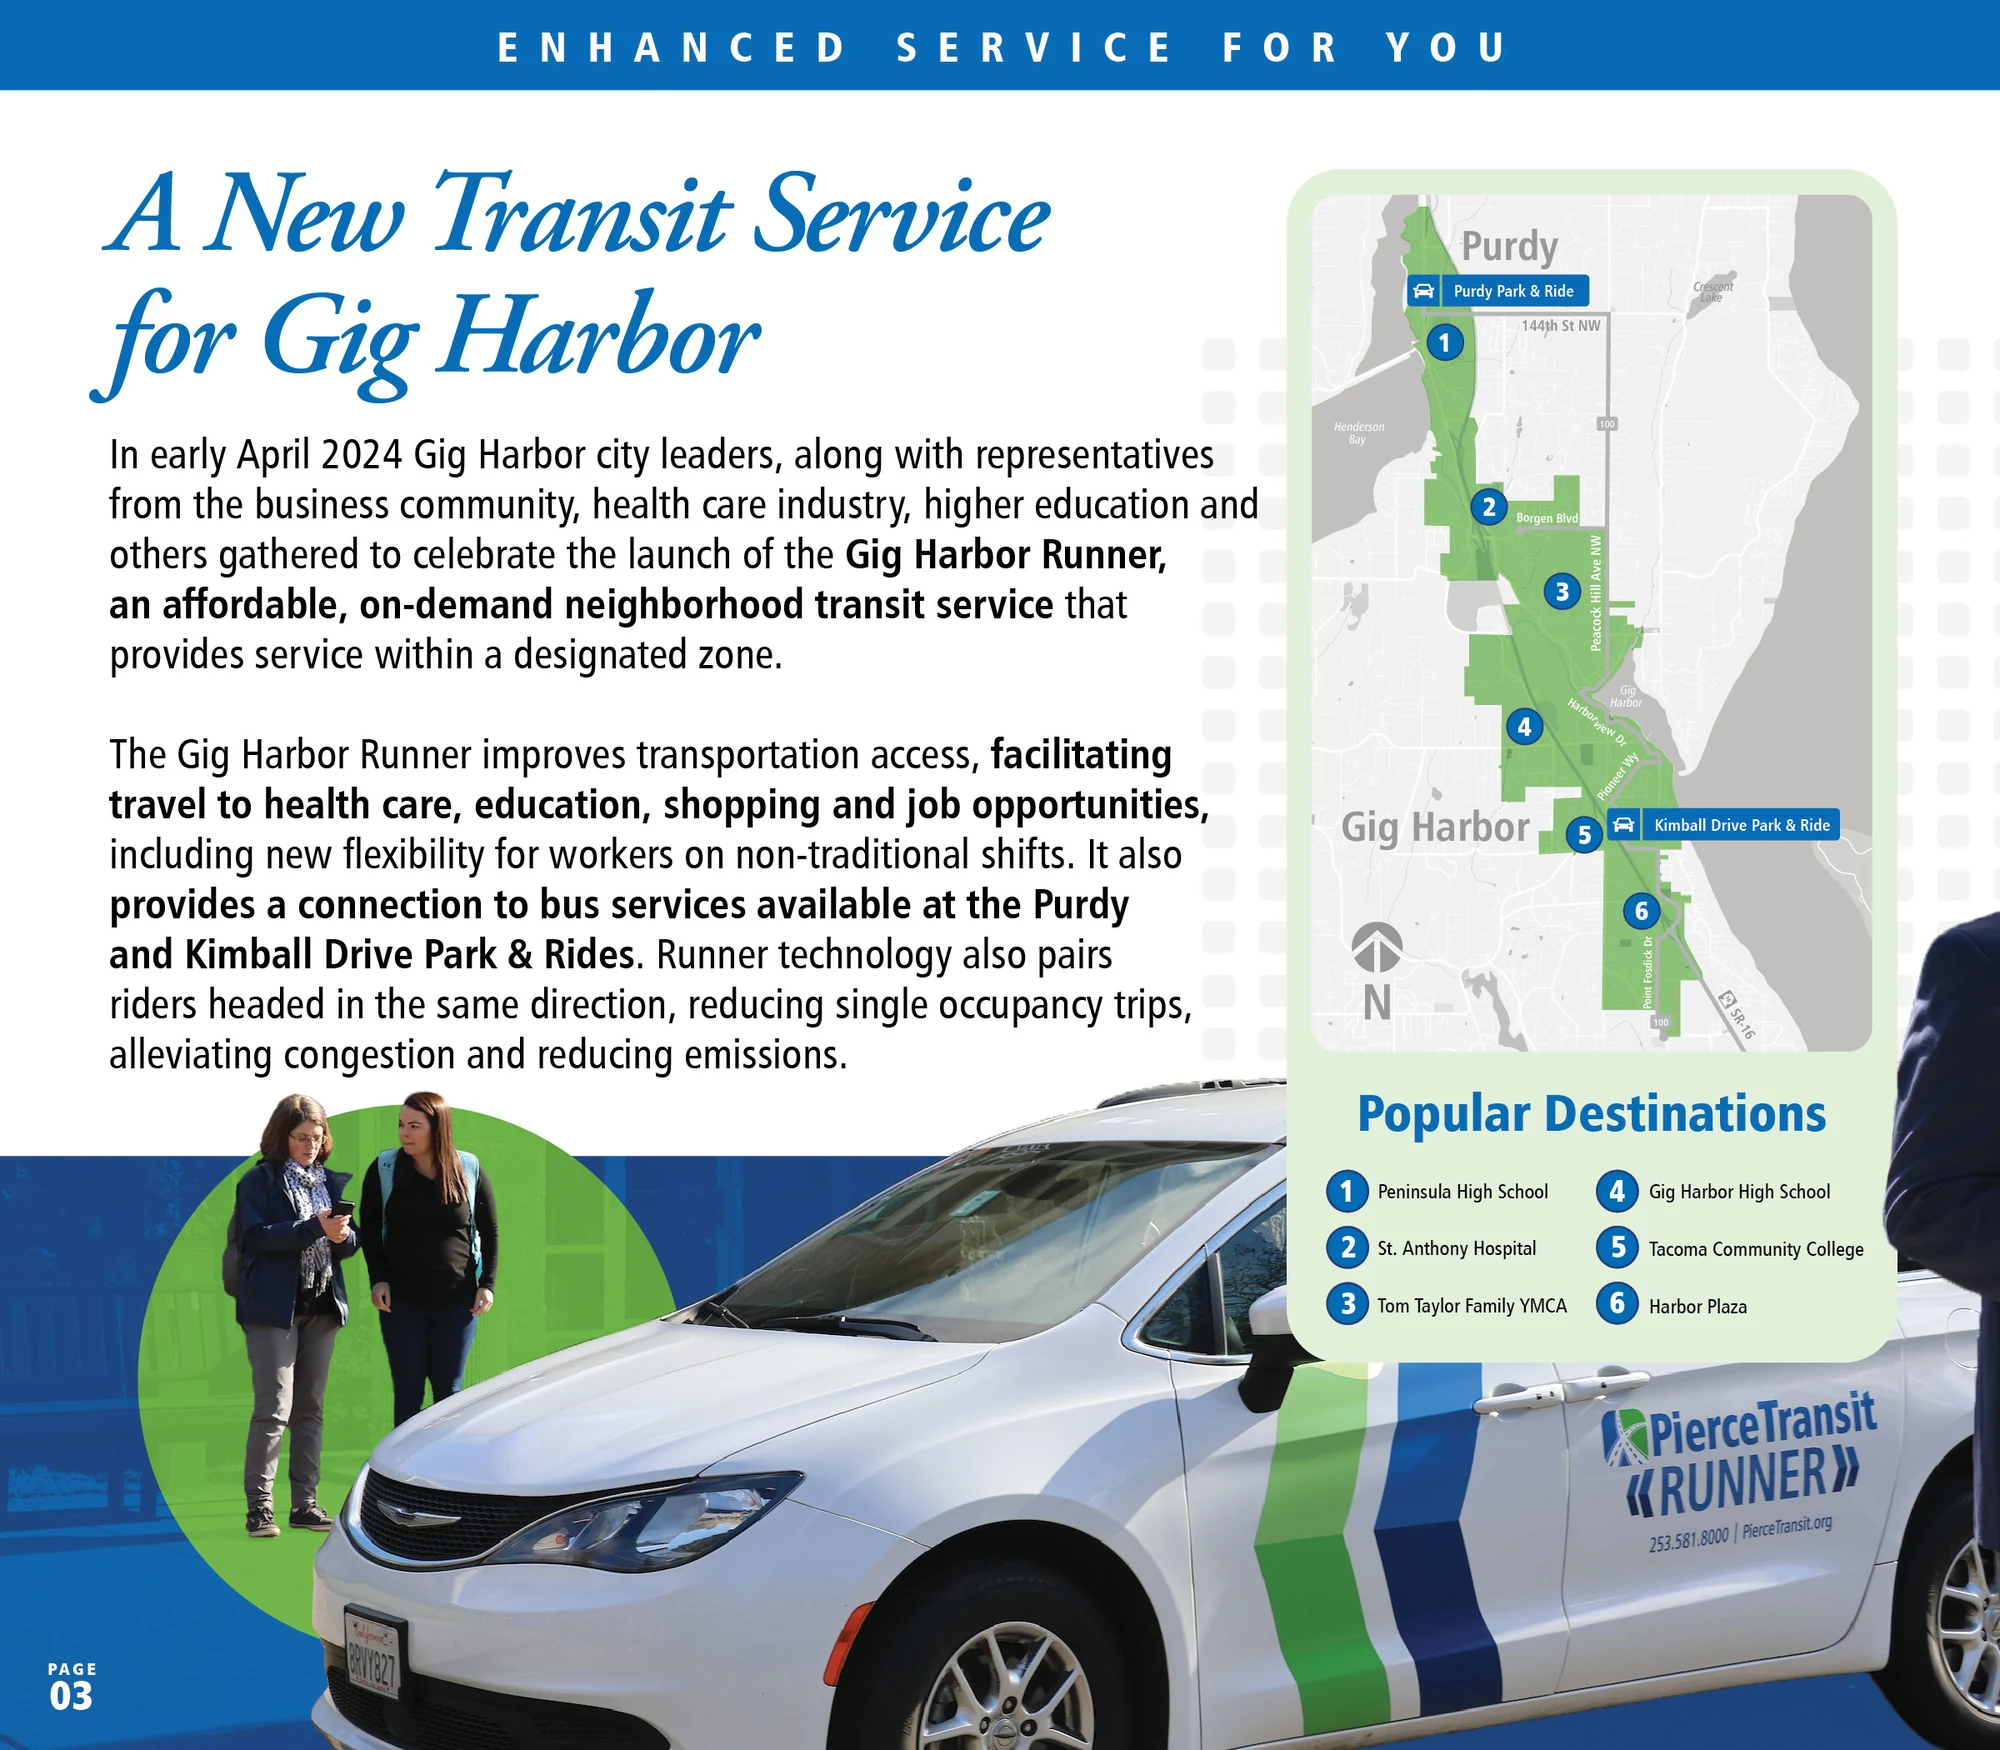 ENHANCED SERVICE FOR YOU
A New Transit Service
for Gig Harbor
In early April 2024 Gig Harbor city leaders, along with representatives
from the business community, health care industry, higher education and
others gathered to celebrate the launch of the Gig Harbor Runner,
an affordable, on-demand neighborhood transit service that
provides service within a designated zone.
The Gig Harbor Runner improves transportation access, facilitating
travel to health care, education, shopping and job opportunities,
including new flexibility for workers on non-traditional shifts. It also
provides a connection to bus services available at the Purdy
and Kimball Drive Park & Rides. Runner technology also pairs
riders headed in the same direction, reducing single occupancy trips,
alleviating congestion and reducing emissions.
Purdy
Purdy Park & Ride
Crescent
Lake
144th St NW
1
100
Henderson
Bay
2
Borgen Blvd
Peacock Hill Ave NW
3
Gig
Harbor
Harborview Dr
4
Pioneer Wy
Gig Harbor
5
Kimball Drive Park & Ride
6
Point Fosdick Dr
N
100
16
SR-16
Popular Destinations
1 Peninsula High School
2 St. Anthony Hospital
3 Tom Taylor Family YMCA
4 Gig Harbor High School
5 Tacoma Community College
6 Harbor Plaza
PierceTransit
RUNNER
253.581.8000 | PierceTransit.org
California
8RVY827
PAGE
03